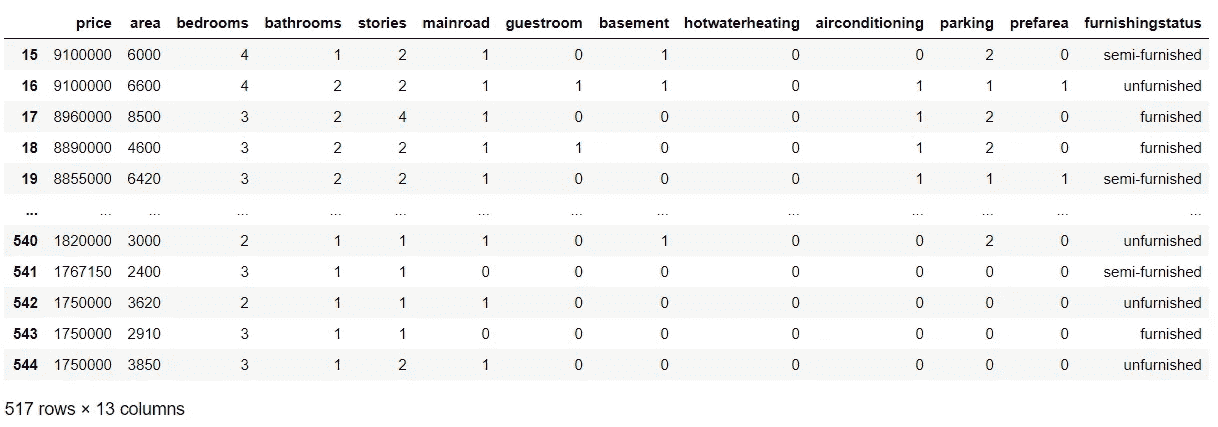 price area bedrooms bathrooms stories mainroad guestroom basement hotwaterheating airconditioning parking prefarea furnishingstatus
15 9100000 6000 4 1 2 1 0 1 0 0 2 0 semi-furnished
16 9100000 6600 4 2 2 1 1 1 0 1 1 1 unfurnished
17 8960000 8500 3 2 4 1 0 0 0 1 2 0 furnished
18 8890000 4600 3 2 2 1 1 0 0 1 2 0 furnished
19 8855000 6420 3 2 2 1 0 0 0 1 1 1 semi-furnished
... ... ... ... ... ... ... ... ... ... ... ... ... ...
540 1820000 3000 2 1 1 1 0 1 0 0 2 0 unfurnished
541 1767150 2400 3 1 1 0 0 0 0 0 0 0 semi-furnished
542 1750000 3620 2 1 1 1 0 0 0 0 0 0 unfurnished
543 1750000 2910 3 1 1 0 0 0 0 0 0 0 furnished
544 1750000 3850 3 1 2 1 0 0 0 0 0 0 unfurnished
517 rows × 13 columns